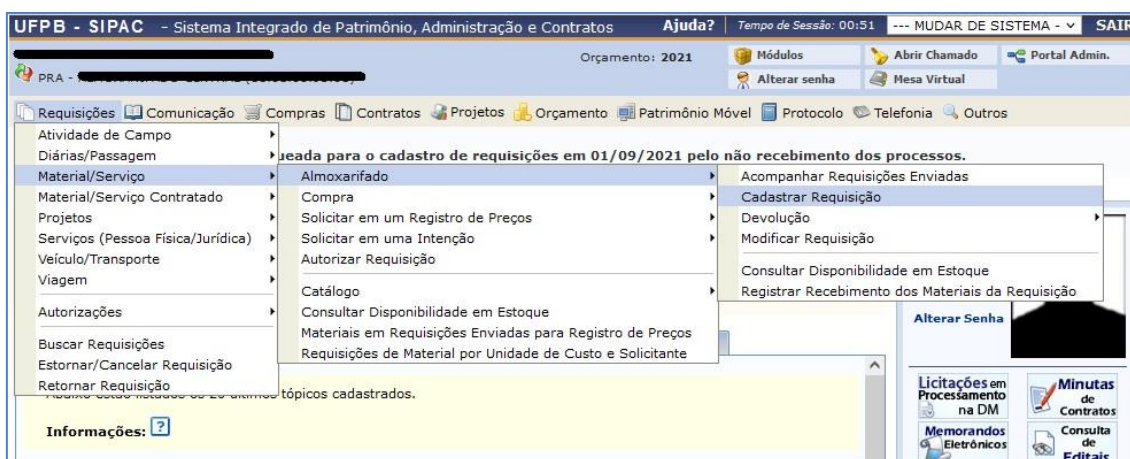 UFPB - SIPAC - Sistema Integrado de Patrimônio, Administração e Contratos Ajuda? Tempo de Sessão: 00:51 --- MUDAR DE SISTEMA - SAIR
Orçamento: 2021 Módulos Abrir Chamado Portal Admin.
PRA - Alterar senha Mesa Virtual
Requisições Comunicação Compras Contratos Projetos Orçamento Patrimônio Móvel Protocolo Telefonia Outros
Atividade de Campo
Diárias/Passagem
Material/Serviço
Material/Serviço Contratado
Projetos
Serviços (Pessoa Física/Jurídica)
Veículo/Transporte
Viagem
Autorizações
Buscar Requisições
Estornar/Cancelar Requisição
Retornar Requisição
para o cadastro de requisições em 01/09/2021 pelo não recebimento dos processos.
Almoxarifado
Compra
Solicitar em um Registro de Preços
Solicitar em uma Intenção
Autorizar Requisição
Catálogo
Consultar Disponibilidade em Estoque
Materiais em Requisições Enviadas para Registro de Preços
Requisições de Material por Unidade de Custo e Solicitante
Acompanhar Requisições Enviadas
Cadastrar Requisição
Devolução
Modificar Requisição
Consultar Disponibilidade em Estoque
Registrar Recebimento dos Materiais da Requisição
Alterar Senha
tópicos cadastrados.
Informações: ?
Licitações em Processamento na DM
Minutas de Contratos
Memorandos Eletrônicos
Consulta de Editais